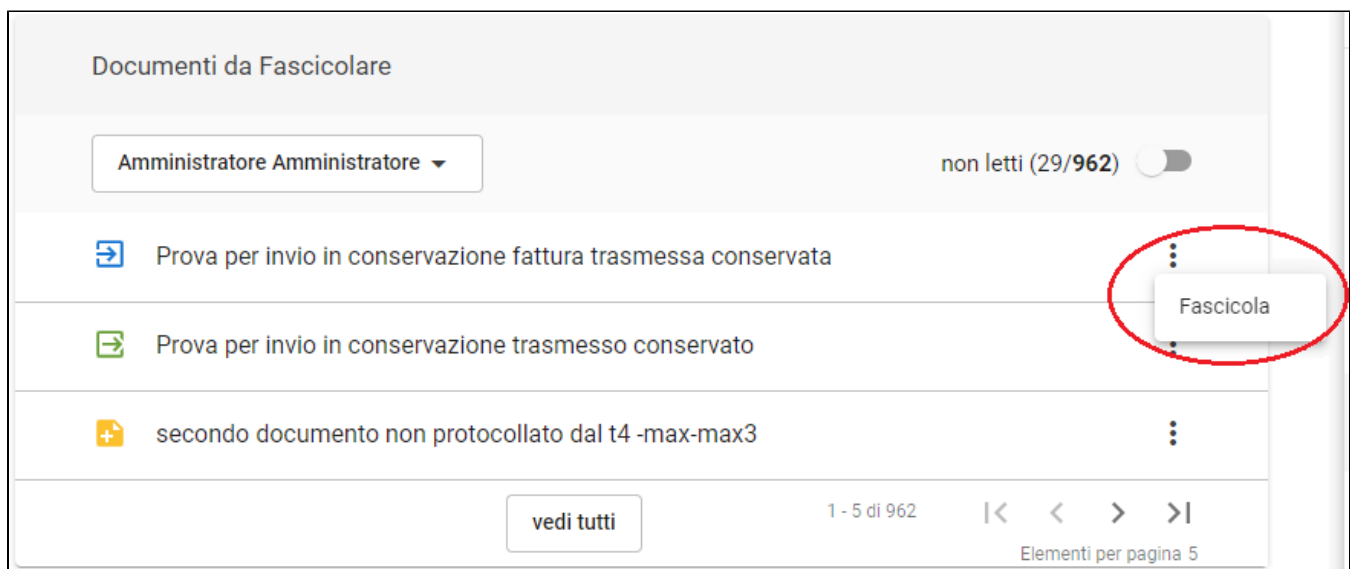 Documenti da Fascicolare
Amministratore Amministratore
non letti (29/962)
Prova per invio in conservazione fattura trasmessa conservata
Fascicola
Prova per invio in conservazione trasmesso conservato
secondo documento non protocollato dal t4 -max-max3
vedi tutti
1 - 5 di 962
Elementi per pagina 5